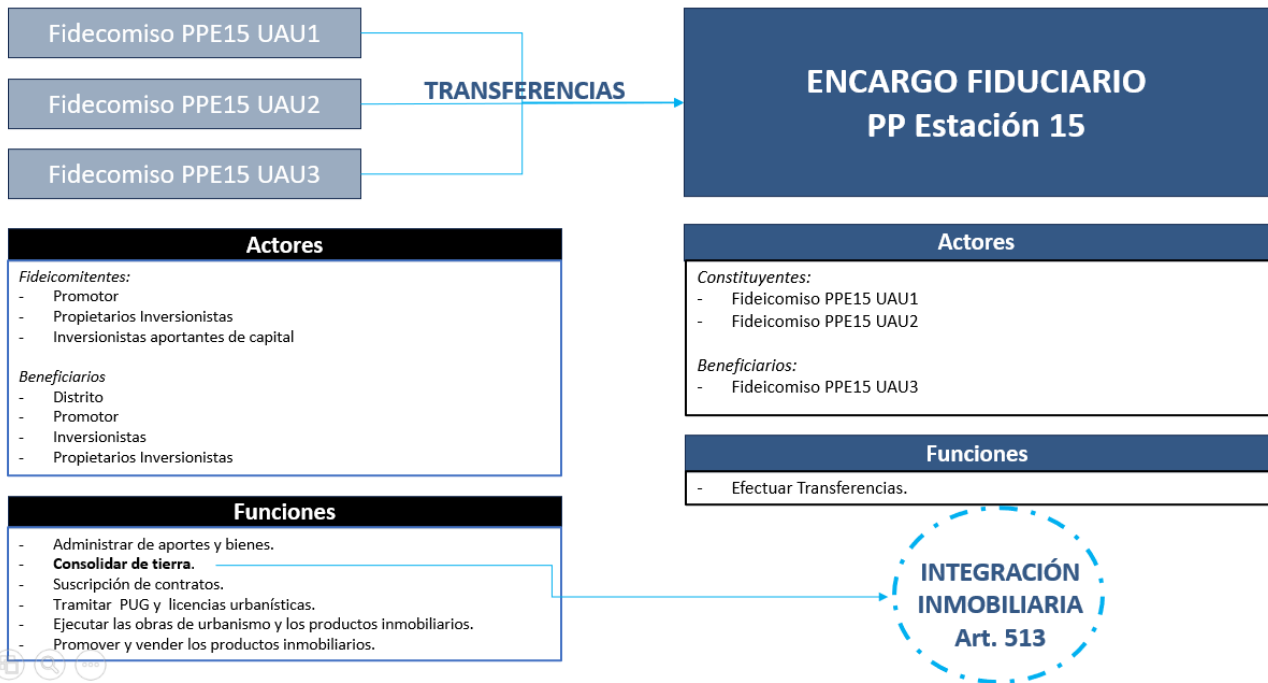 Fidecomiso PPE15 UAU1
Fidecomiso PPE15 UAU2
Fidecomiso PPE15 UAU3
TRANSFERENCIAS
ENCARGO FIDUCIARIO
PP Estación 15
Actores
Fideicomitentes:
- Promotor
- Propietarios Inversionistas
- Inversionistas aportantes de capital
Beneficiarios
- Distrito
- Promotor
- Inversionistas
- Propietarios Inversionistas
Funciones
- Administrar de aportes y bienes.
- Consolidar de tierra.
- Suscripción de contratos.
- Tramitar PUG y licencias urbanísticas.
- Ejecutar las obras de urbanismo y los productos inmobiliarios.
- Promover y vender los productos inmobiliarios.
Actores
Constituyentes:
- Fideicomiso PPE15 UAU1
- Fideicomiso PPE15 UAU2
Beneficiarios:
- Fideicomiso PPE15 UAU3
Funciones
- Efectuar Transferencias.
INTEGRACIÓN
INMOBILIARIA
Art. 513